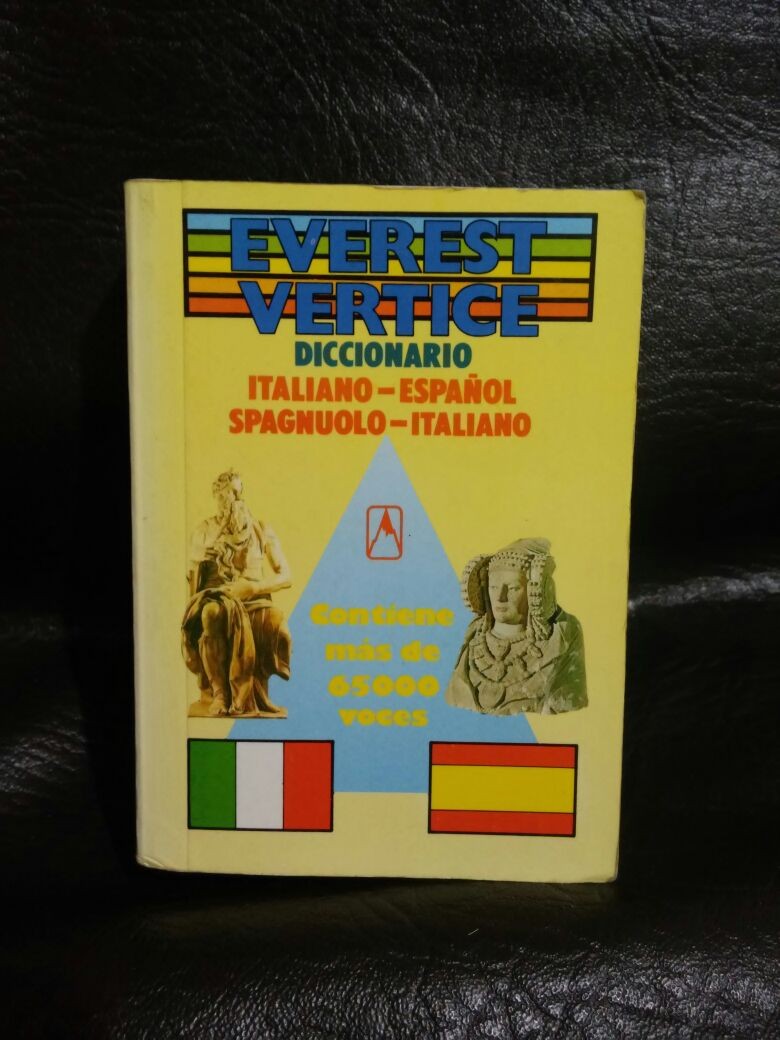 EVEREST
VERTICE
DICCIONARIO
ITALIANO-ESPAÑOL
SPAGNUOLO-ITALIANO
Contiene
más de
65000
voces